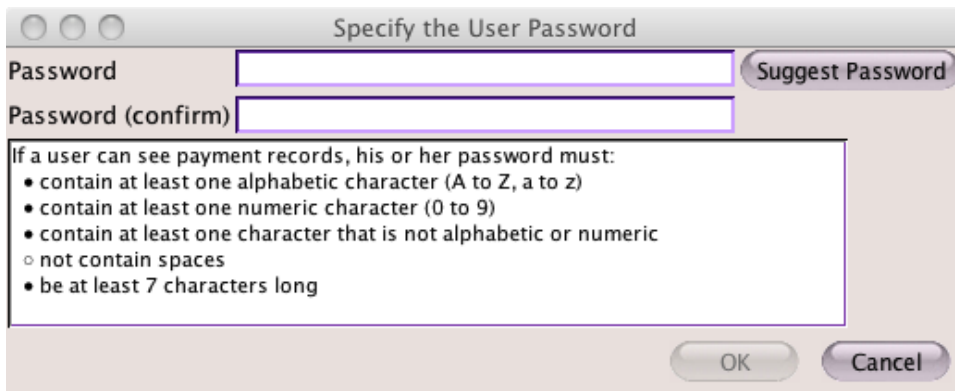 Specify the User Password
Password
Suggest Password
Password (confirm)
If a user can see payment records, his or her password must:
• contain at least one alphabetic character (A to Z, a to z)
• contain at least one numeric character (0 to 9)
• contain at least one character that is not alphabetic or numeric
○ not contain spaces
• be at least 7 characters long
OK
Cancel